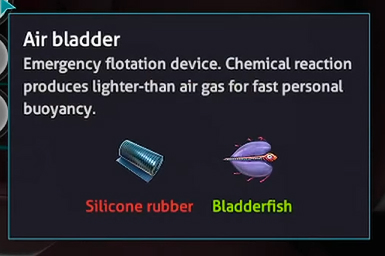 Air bladder
Emergency flotation device. Chemical reaction
produces lighter-than air gas for fast personal
buoyancy.
Silicone rubber Bladderfish